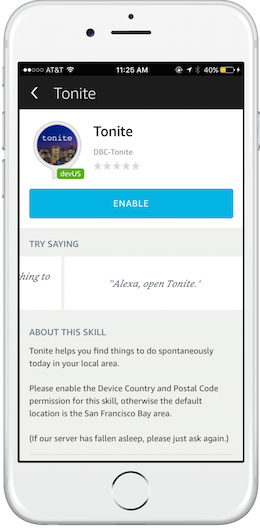 AT&T 11:25 AM 40%
Tonite
tonite
devUS
Tonite
DBC-Tonite
ENABLE
TRY SAYING
hing to
"Alexa, open Tonite."
ABOUT THIS SKILL
Tonite helps you find things to do spontaneously
today in your local area.
Please enable the Device Country and Postal Code
permission for this skill, otherwise the default
location is the San Francisco Bay area.
(If our server has fallen asleep, please just ask again.)